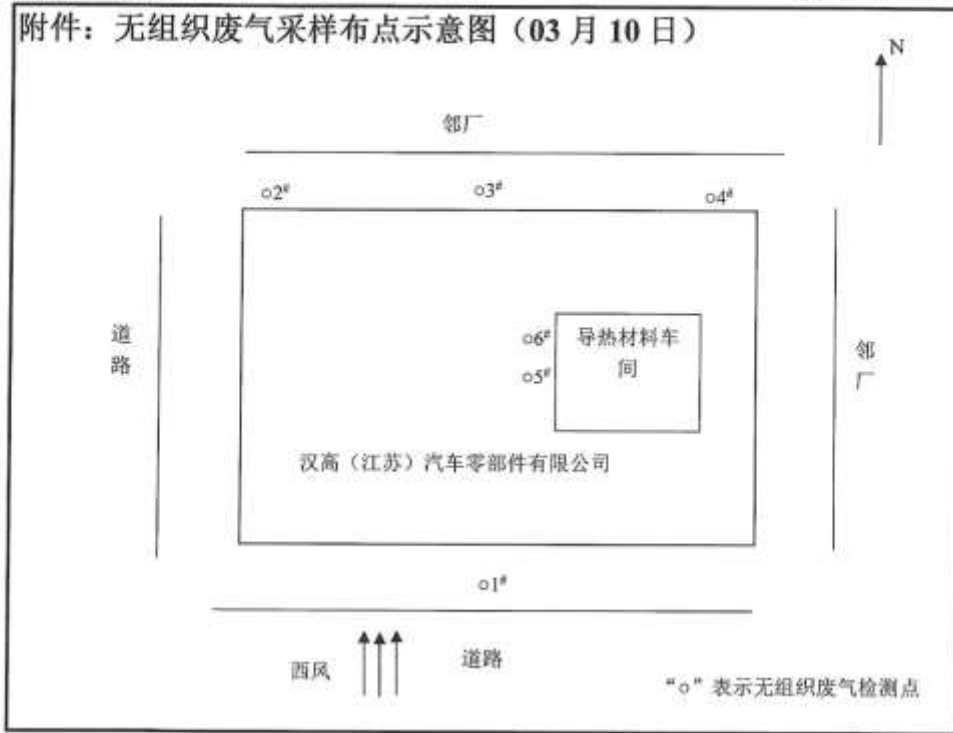 附件：无组织废气采样布点示意图（03 月 10 日）
N
邻厂
○2#
○3#
○4#
道
路
○6#
导热材料车
间
○5#
邻
厂
汉高（江苏）汽车零部件有限公司
○1#
西风
道路
“○”表示无组织废气检测点